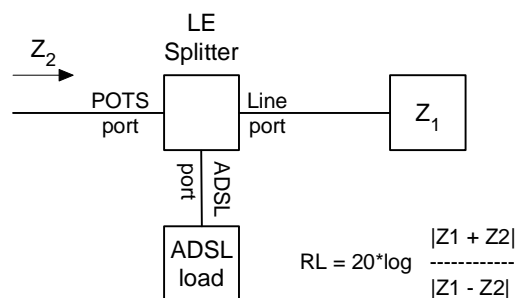 LE
Splitter
Z2
POTS
port
Line
port
Z1
ADSL
port
ADSL
load
RL = 20*log
|Z1 + Z2|
-------------
|Z1 - Z2|